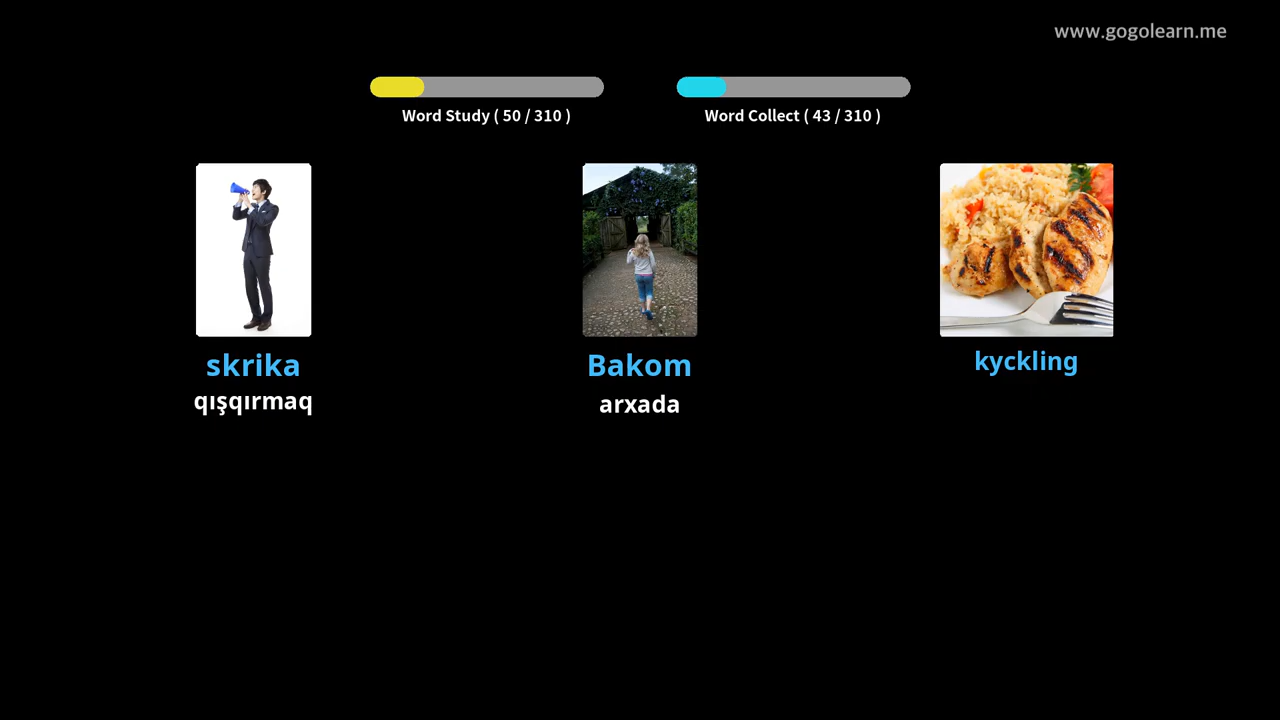 www.gogolearn.me
Word Study ( 50 / 310 )
Word Collect ( 43 / 310 )
skrika
qışqırmaq
Bakom
arxada
kyckling